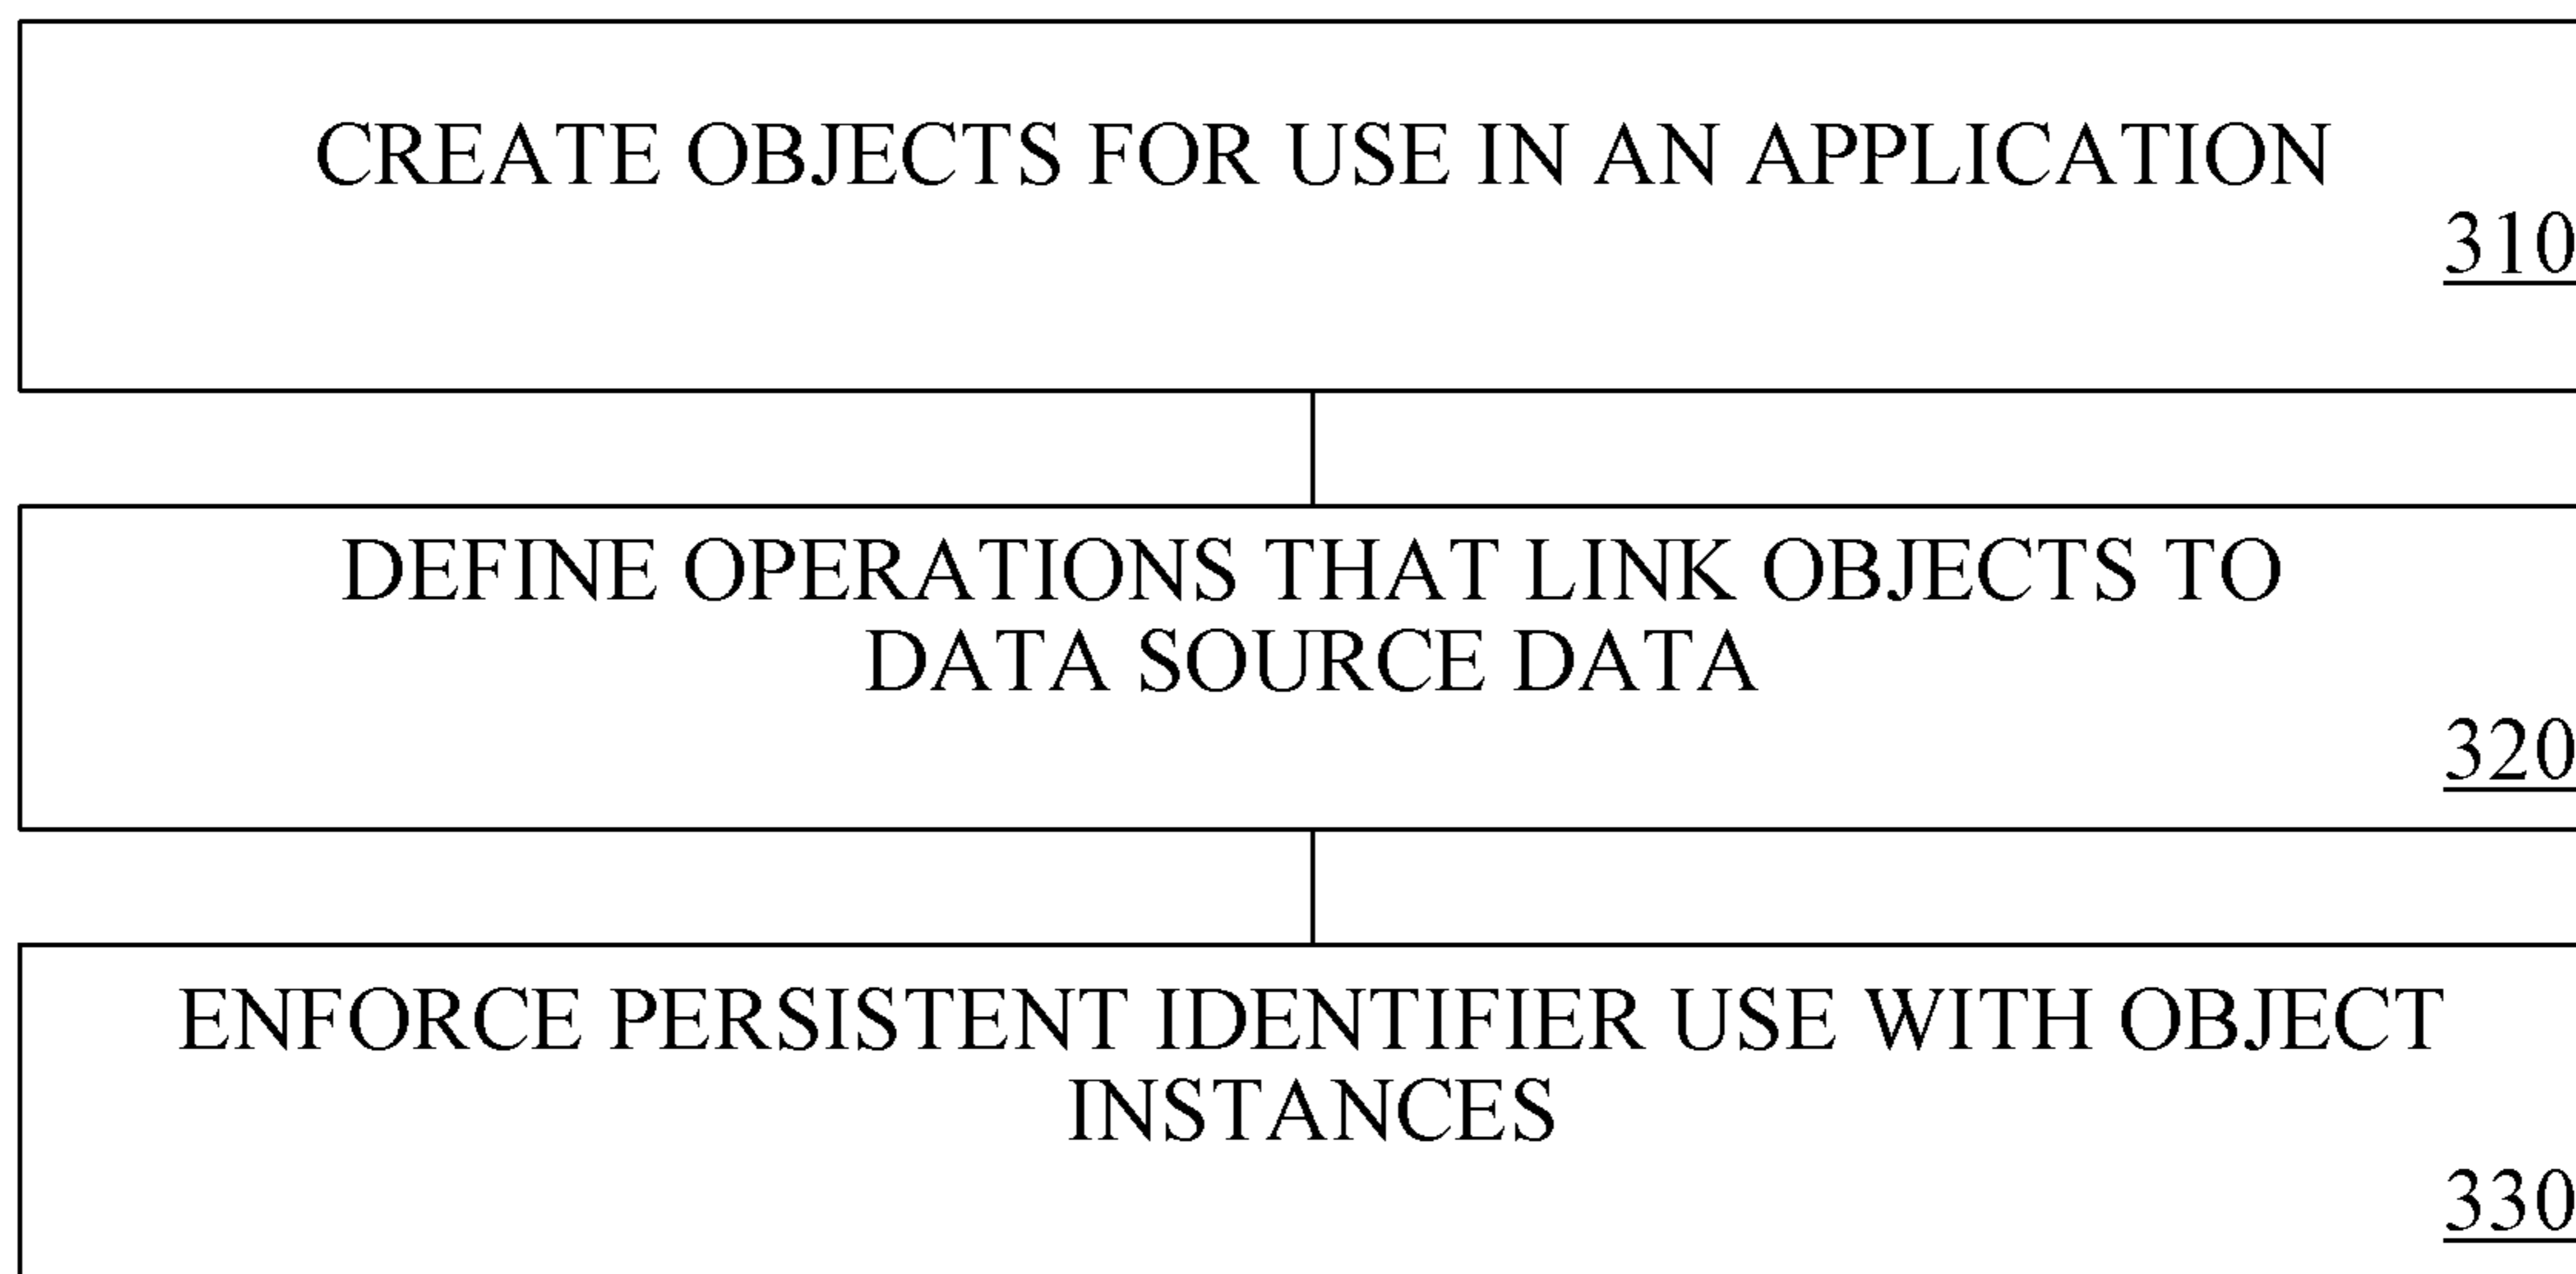 CREATE OBJECTS FOR USE IN AN APPLICATION
310
DEFINE OPERATIONS THAT LINK OBJECTS TO
DATA SOURCE DATA
320
ENFORCE PERSISTENT IDENTIFIER USE WITH OBJECT
INSTANCES
330